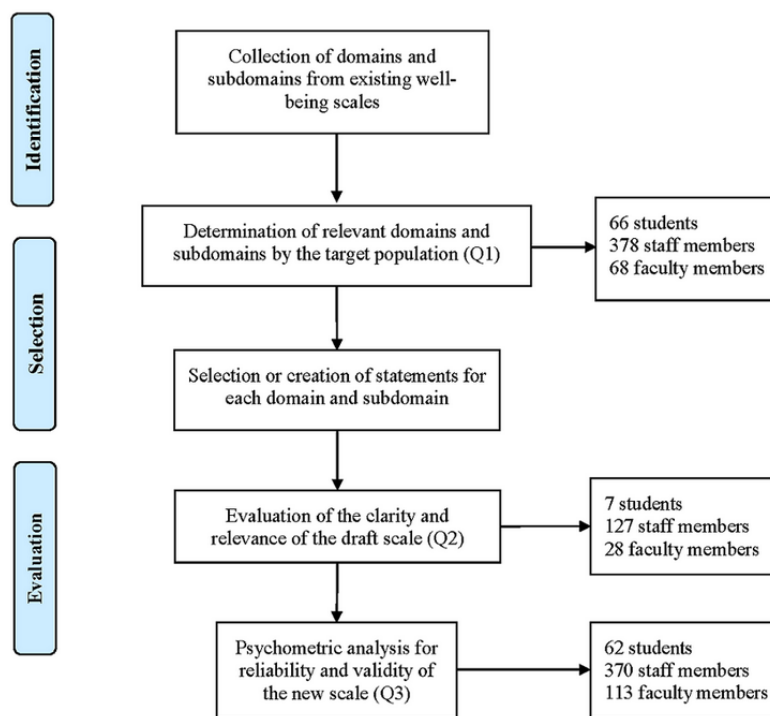 Identification
Collection of domains and
subdomains from existing well-
being scales
Determination of relevant domains and
subdomains by the target population (Q1)
66 students
378 staff members
68 faculty members
Selection
Selection or creation of statements for
each domain and subdomain
Evaluation
Evaluation of the clarity and
relevance of the draft scale (Q2)
7 students
127 staff members
28 faculty members
Psychometric analysis for
reliability and validity of
the new scale (Q3)
62 students
370 staff members
113 faculty members